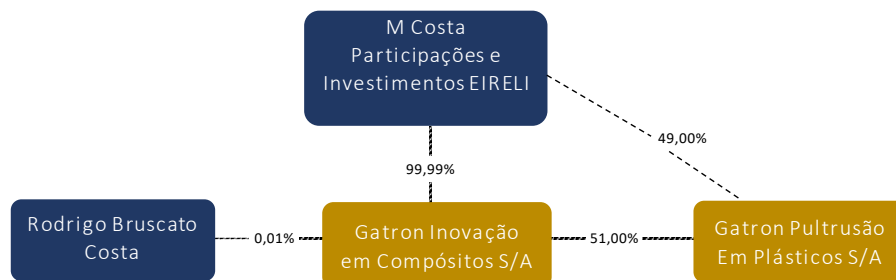 M Costa
Participações e
Investimentos EIRELI
49,00%
99,99%
Rodrigo Bruscato
Costa
0,01%
Gatron Inovação
em Compósitos S/A
51,00%
Gatron Pultrusão
Em Plásticos S/A